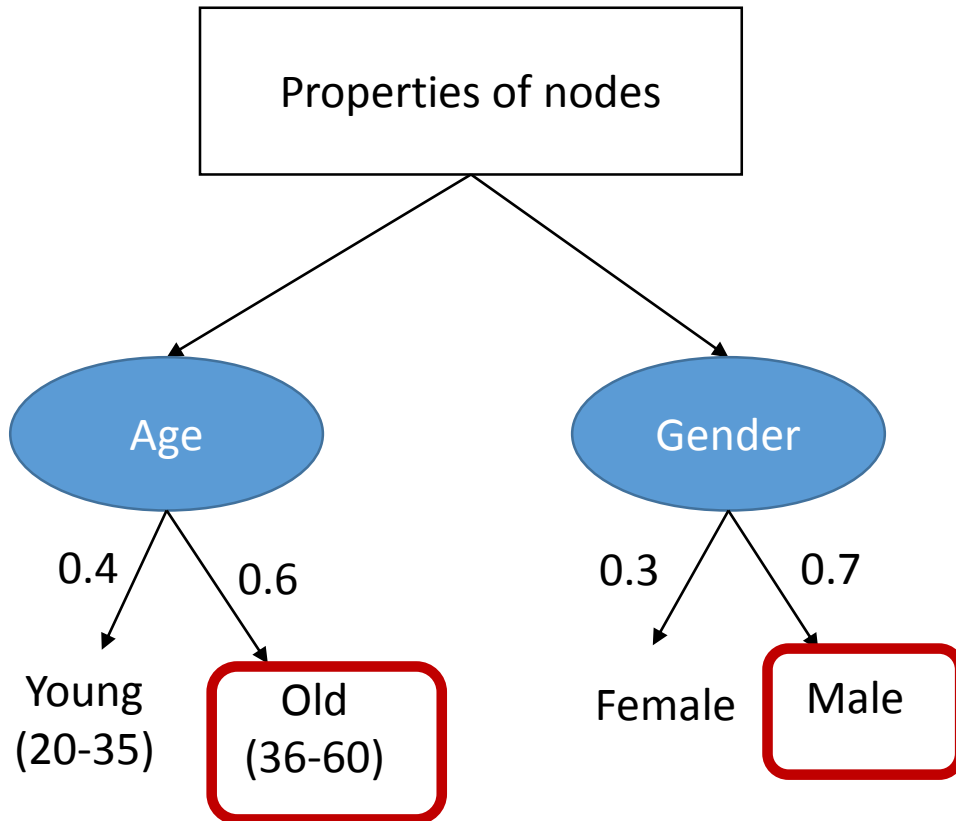 Properties of nodes
Age
Gender
0.4
0.6
0.3
0.7
Young
(20-35)
Old
(36-60)
Female
Male